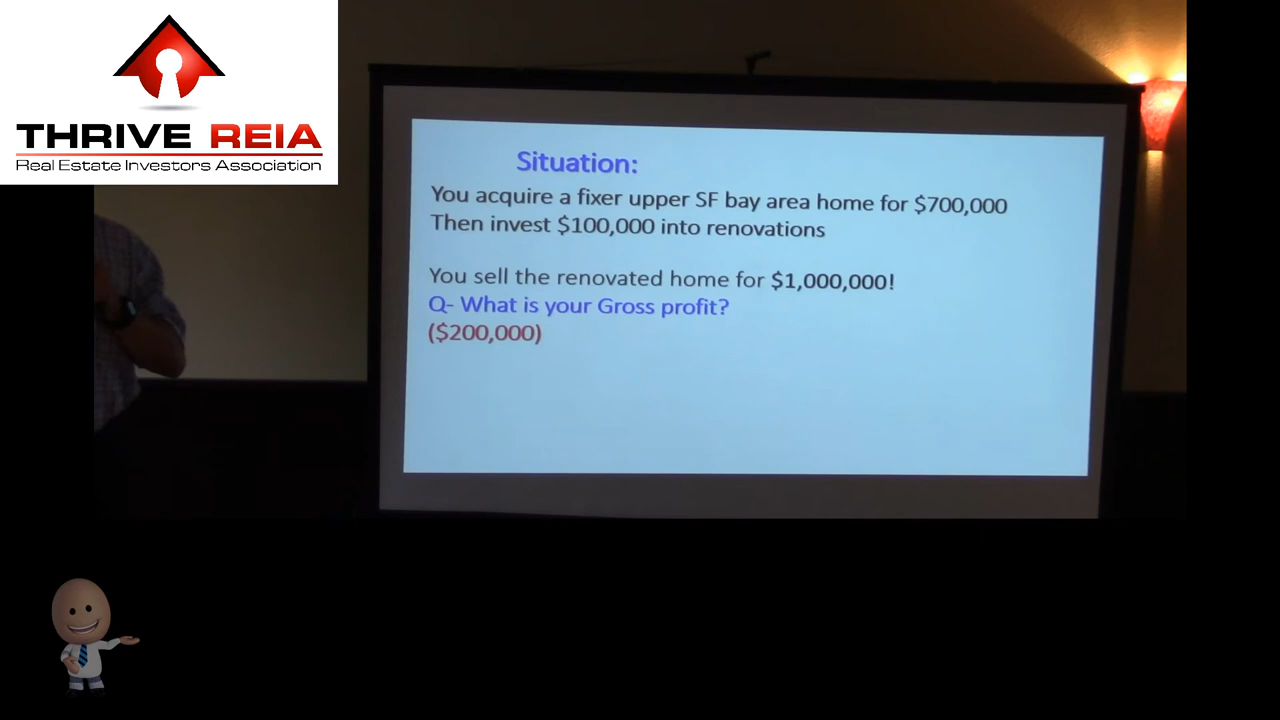 THRIVE REIA
Real Estate Investors Association
Situation:
You acquire a fixer upper SF bay area home for $700,000
Then invest $100,000 into renovations
You sell the renovated home for $1,000,000!
Q- What is your Gross profit?
($200,000)